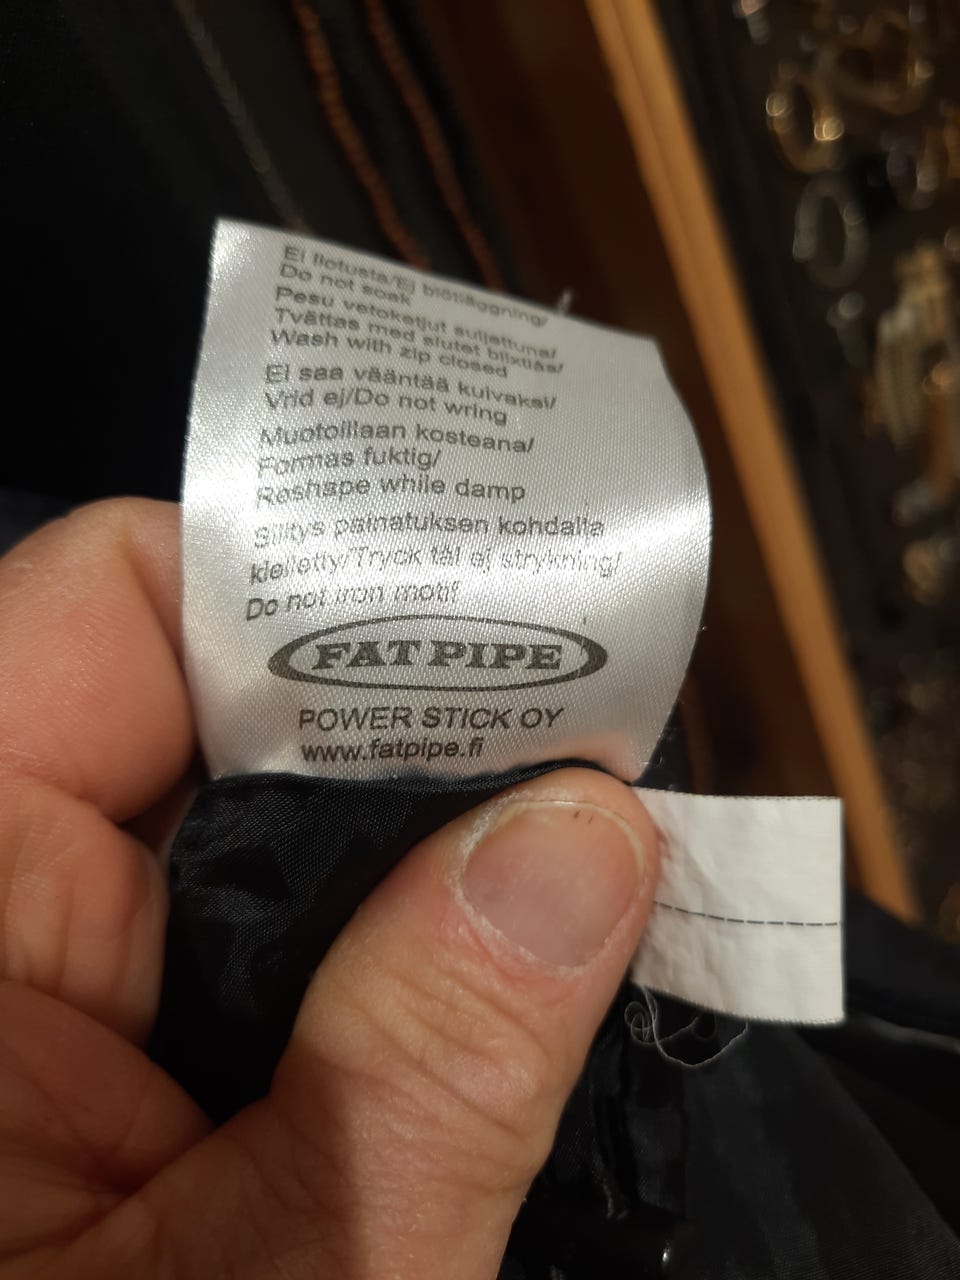 Ei liotusta/Ej blötläggning/
Do not soak
Pesu vetoketjut suljettuna/
Tvättas med slutet blixtlås/
Wash with zip closed
Ei saa vääntää kuivaksi/
Vrid ej/Do not wring
Muotoillaan kosteana/
Formas fuktig/
Reshape while damp
Silitys painatuksen kohdalla
kielletty/Tryck tål ej strykning/
Do not iron motif
FAT PIPE
POWER STICK OY
www.fatpipe.fi